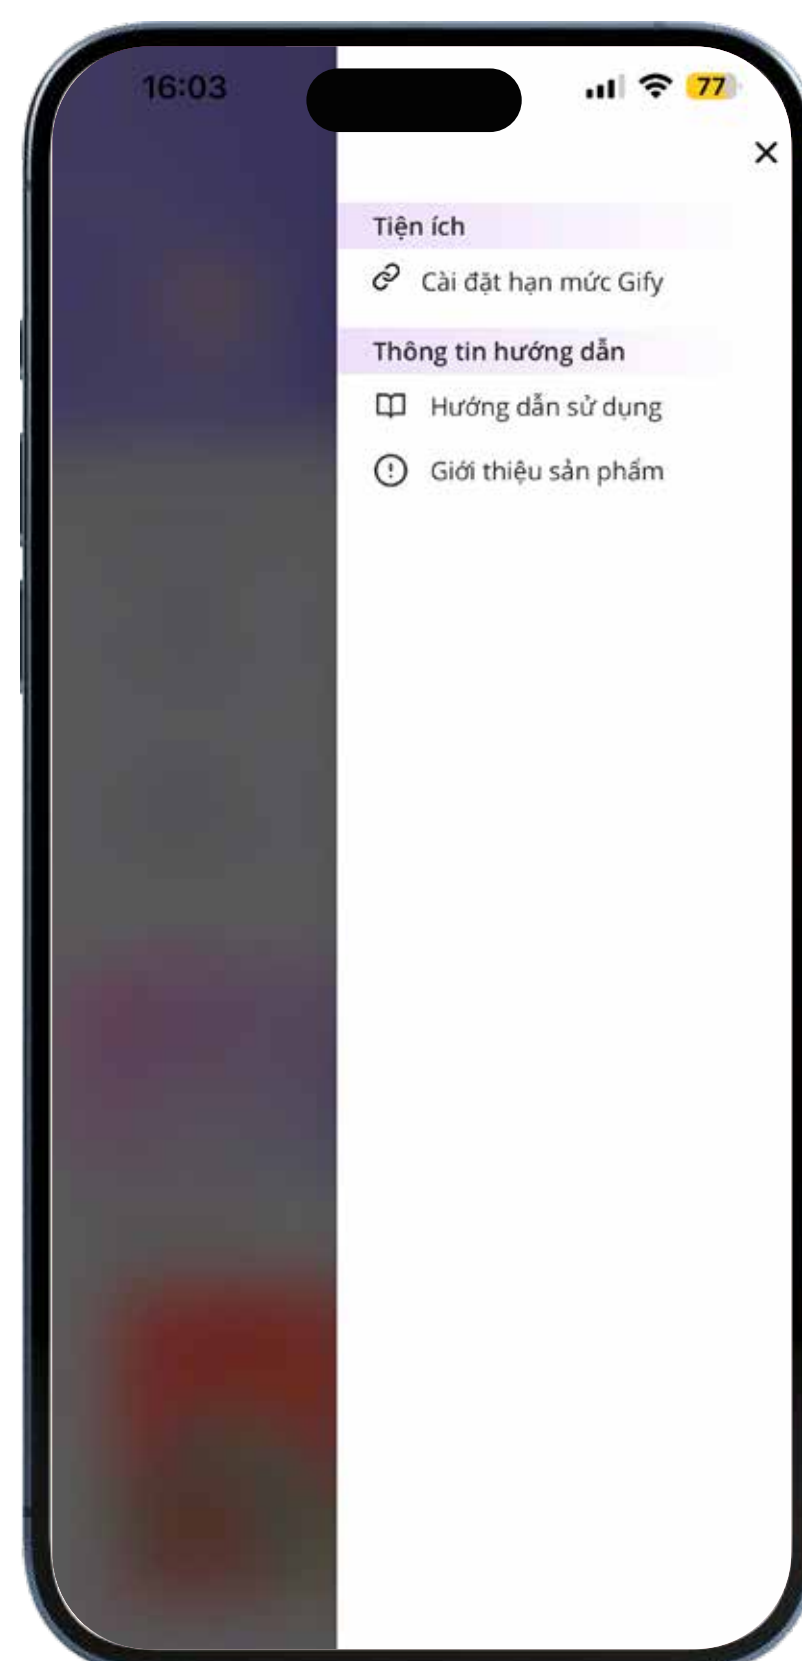 16:03
77
Tiện ích
Cài đặt hạn mức Gify
Thông tin hướng dẫn
Hướng dẫn sử dụng
Giới thiệu sản phẩm